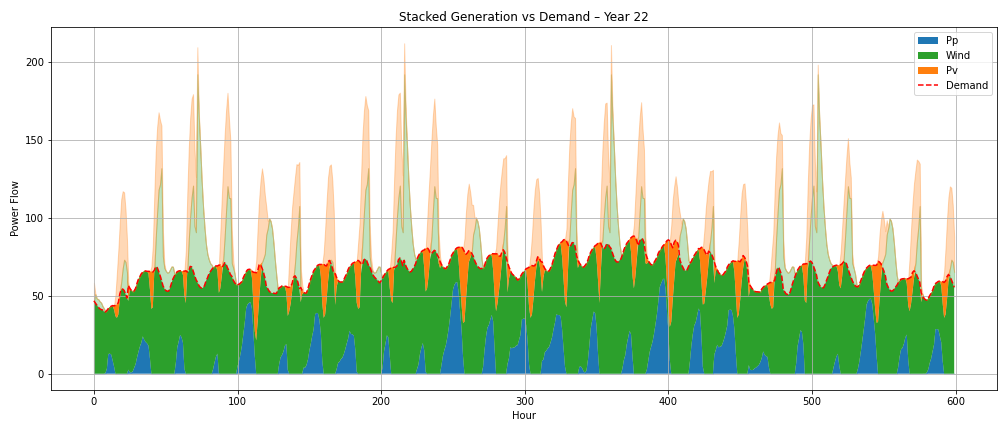 Stacked Generation vs Demand – Year 22
Pp
Wind
Pv
Demand
Power Flow
200
150
100
50
0
0 100 200 300 400 500 600
Hour